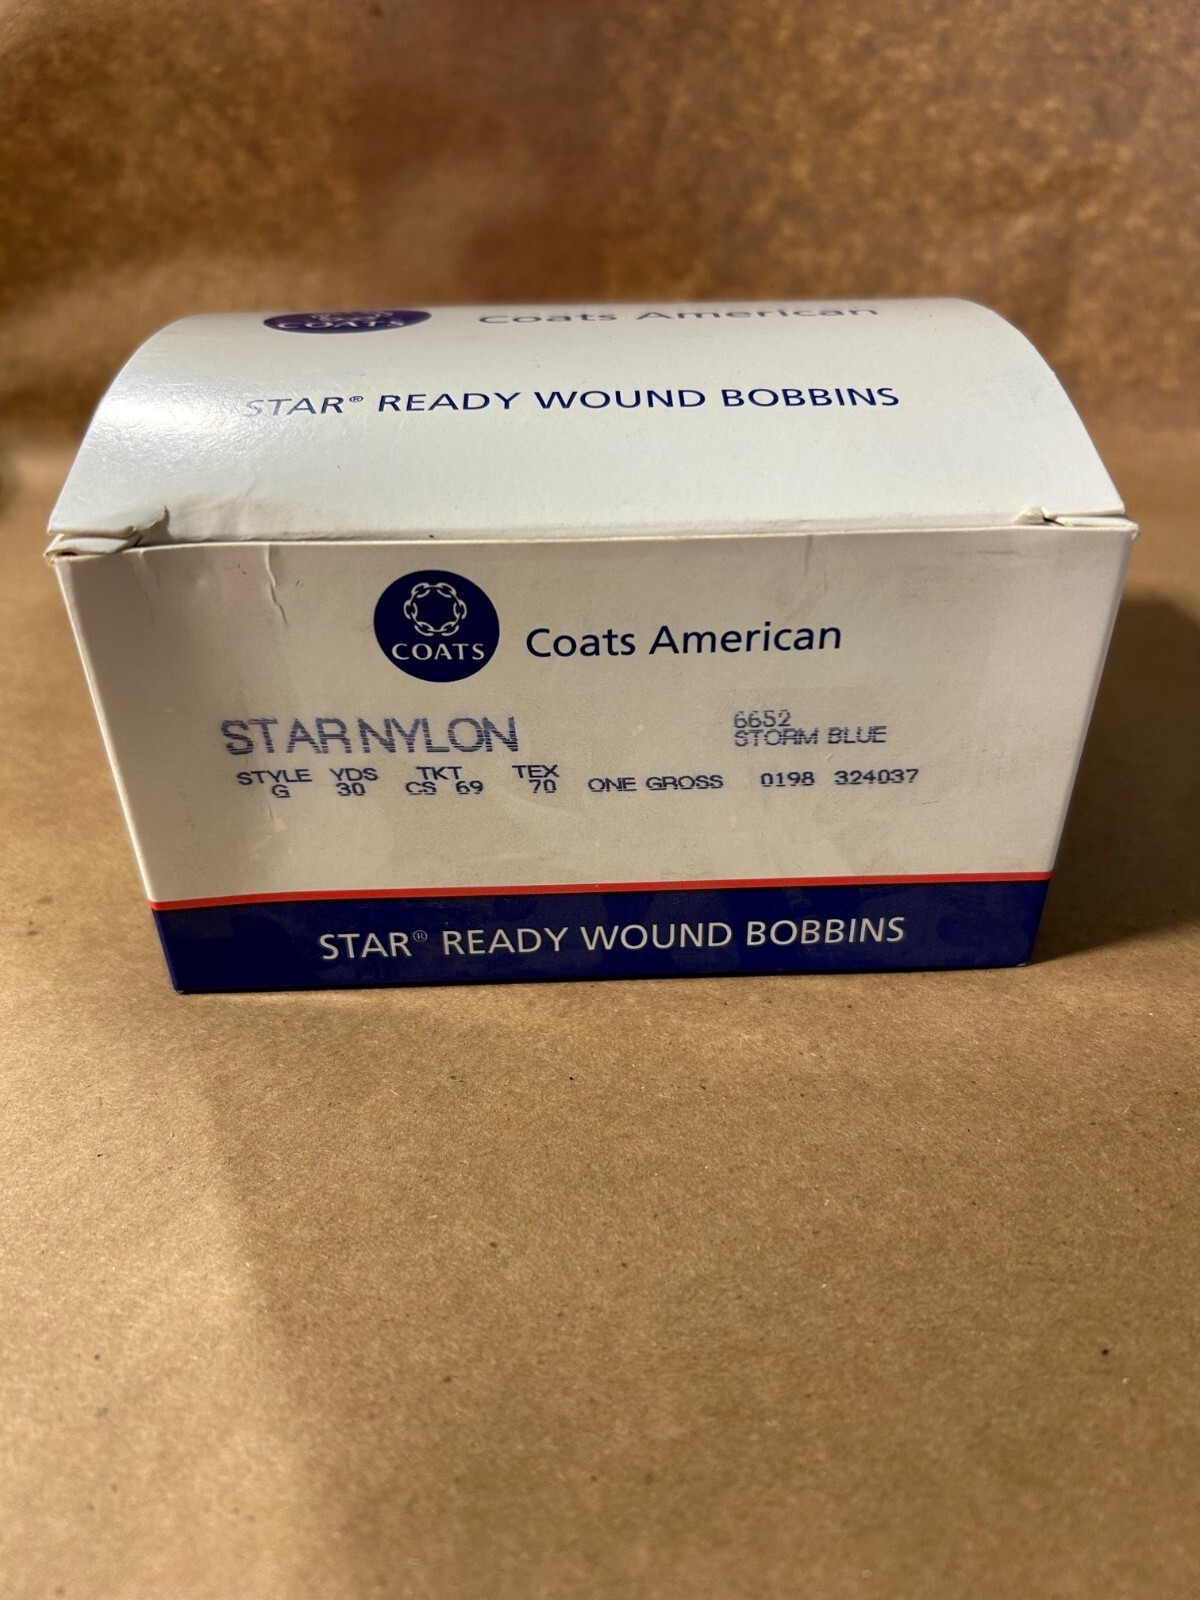 COATS Coats American
STAR® READY WOUND BOBBINS
COATS
Coats American
STAR NYLON
6652
STORM BLUE
STYLE YDS TKT TEX
G 30 CS 69 70 ONE GROSS 0198 324037
STAR® READY WOUND BOBBINS